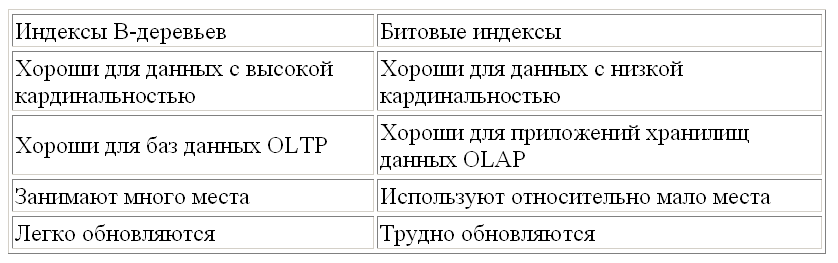 Индексы В-деревьев
Битовые индексы
Хороши для данных с высокой
кардинальностью
Хороши для данных с низкой
кардинальностью
Хороши для баз данных OLTP
Хороши для приложений хранилищ
данных OLAP
Занимают много места
Используют относительно мало места
Легко обновляются
Трудно обновляются